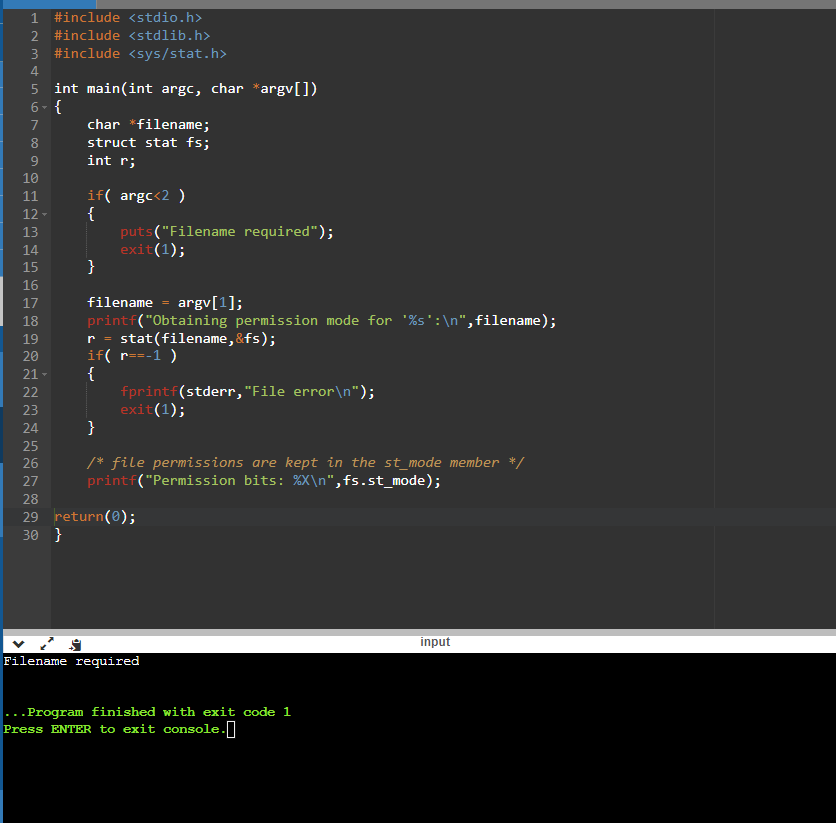 1 #include <stdio.h>
2 #include <stdlib.h>
3 #include <sys/stat.h>
4
5 int main(int argc, char *argv[])
6 {
7     char *filename;
8     struct stat fs;
9     int r;
10
11     if( argc<2 )
12     {
13         puts("Filename required");
14         exit(1);
15     }
16
17     filename = argv[1];
18     printf("Obtaining permission mode for '%s':\n",filename);
19     r = stat(filename,&fs);
20     if( r==-1 )
21     {
22         fprintf(stderr,"File error\n");
23         exit(1);
24     }
25
26     /* file permissions are kept in the st_mode member */
27     printf("Permission bits: %X\n",fs.st_mode);
28
29 return(0);
30 }
input
Filename required
...Program finished with exit code 1
Press ENTER to exit console.